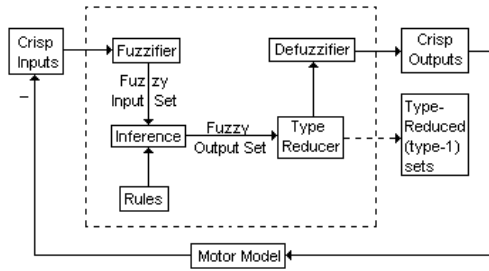 Crisp
Inputs
Fuzzifier
Defuzzifier
Crisp
Outputs
Fuzzy
Input Set
Type-
Reduced
(type-1)
sets
Inference
Fuzzy
Output Set
Type
Reducer
Rules
Motor Model